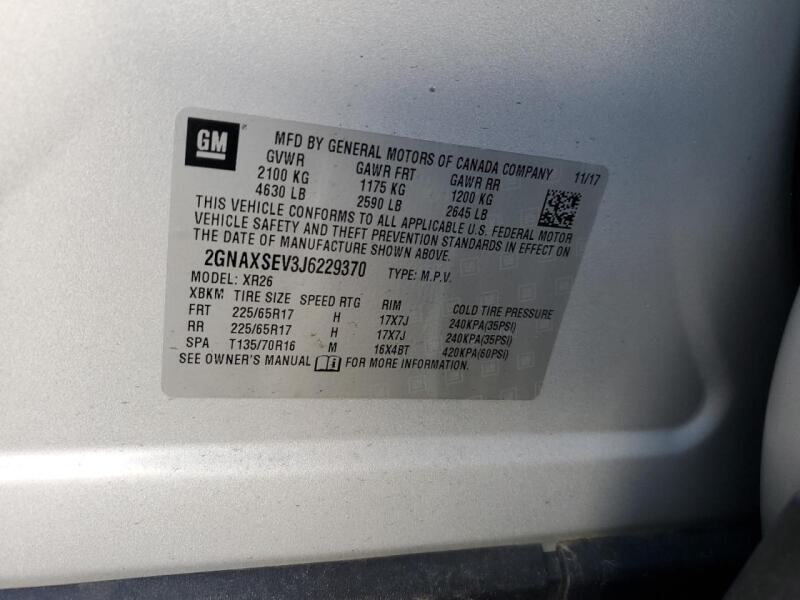 GM
MFD BY GENERAL MOTORS OF CANADA COMPANY
GVWR GAWR FRT GAWR RR 11/17
2100 KG 1175 KG 1200 KG
4630 LB 2590 LB 2645 LB
THIS VEHICLE CONFORMS TO ALL APPLICABLE U.S. FEDERAL MOTOR
VEHICLE SAFETY AND THEFT PREVENTION STANDARDS IN EFFECT ON
THE DATE OF MANUFACTURE SHOWN ABOVE.
2GNAXSEV3J6229370 TYPE: M.P.V.
MODEL: XR26
XBKM TIRE SIZE SPEED RTG RIM COLD TIRE PRESSURE
FRT 225/65R17 H 17X7J 240KPA(35PSI)
RR 225/65R17 H 17X7J 240KPA(35PSI)
SPA T135/70R16 M 16X4BT 420KPA(60PSI)
SEE OWNER'S MANUAL FOR MORE INFORMATION.